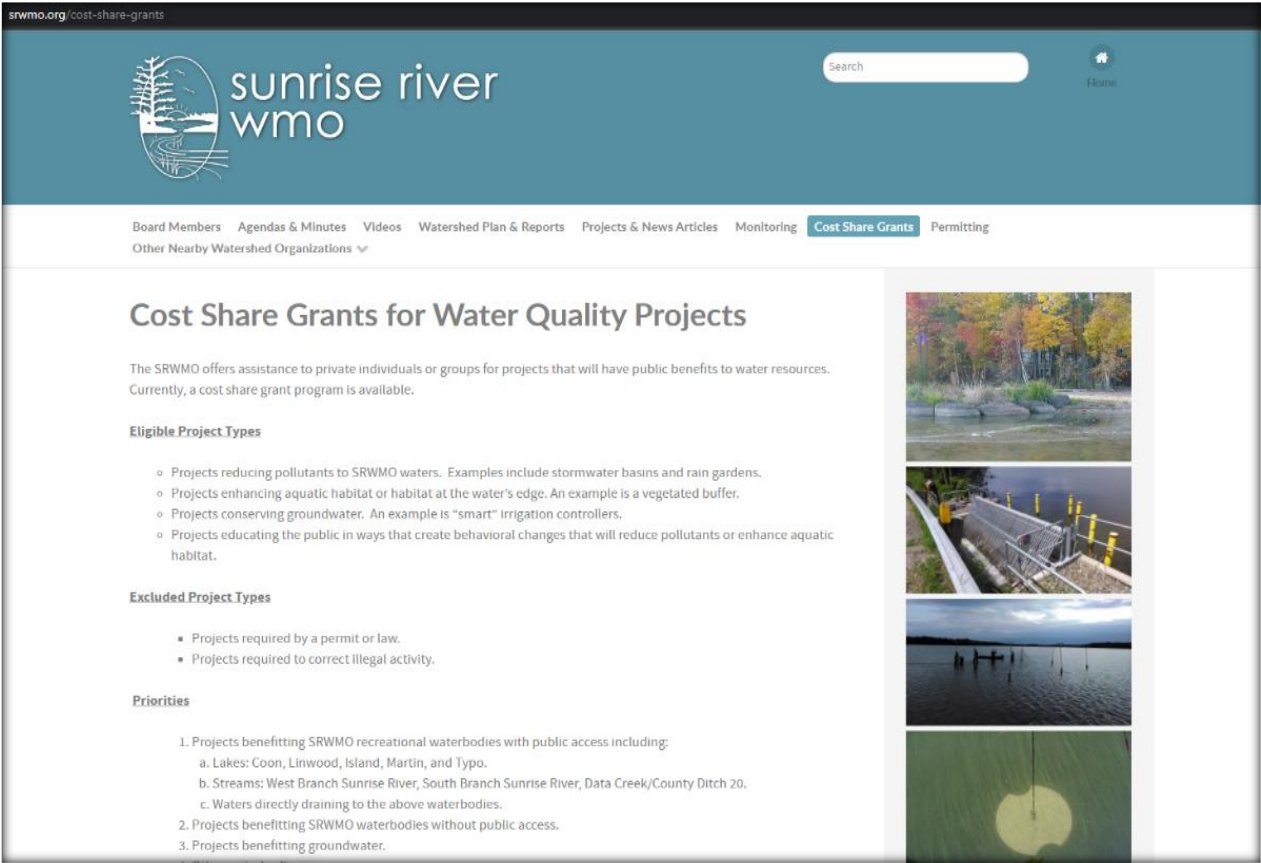 srwmo.org/cost-share-grants
sunrise river
wmo
Search
Home
Board Members Agendas & Minutes Videos Watershed Plan & Reports Projects & News Articles Monitoring Cost Share Grants Permitting
Other Nearby Watershed Organizations
Cost Share Grants for Water Quality Projects
The SRWMO offers assistance to private individuals or groups for projects that will have public benefits to water resources.
Currently, a cost share grant program is available.
Eligible Project Types
Projects reducing pollutants to SRWMO waters. Examples include stormwater basins and rain gardens.
Projects enhancing aquatic habitat or habitat at the water's edge. An example is a vegetated buffer.
Projects conserving groundwater. An example is "smart" irrigation controllers.
Projects educating the public in ways that create behavioral changes that will reduce pollutants or enhance aquatic
habitat.
Excluded Project Types
Projects required by a permit or law.
Projects required to correct illegal activity.
Priorities
1. Projects benefitting SRWMO recreational waterbodies with public access including:
a. Lakes: Coon, Linwood, Island, Martin, and Typo.
b. Streams: West Branch Sunrise River, South Branch Sunrise River, Data Creek/County Ditch 20.
c. Waters directly draining to the above waterbodies.
2. Projects benefitting SRWMO waterbodies without public access.
3. Projects benefitting groundwater.